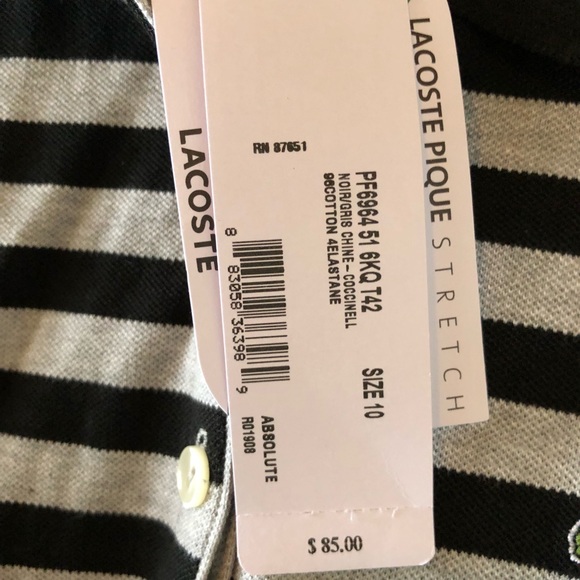 LACOSTE PIQUE STRETCH
LACOSTE
RN 87651
PF6964 51 6KQ T42
NOIR/GRIS CHINE-COCCINELL
96COTTON 4ELASTANE
SIZE 10
8 83058 36398 9
ABSOLUTE
R01908
$ 85.00